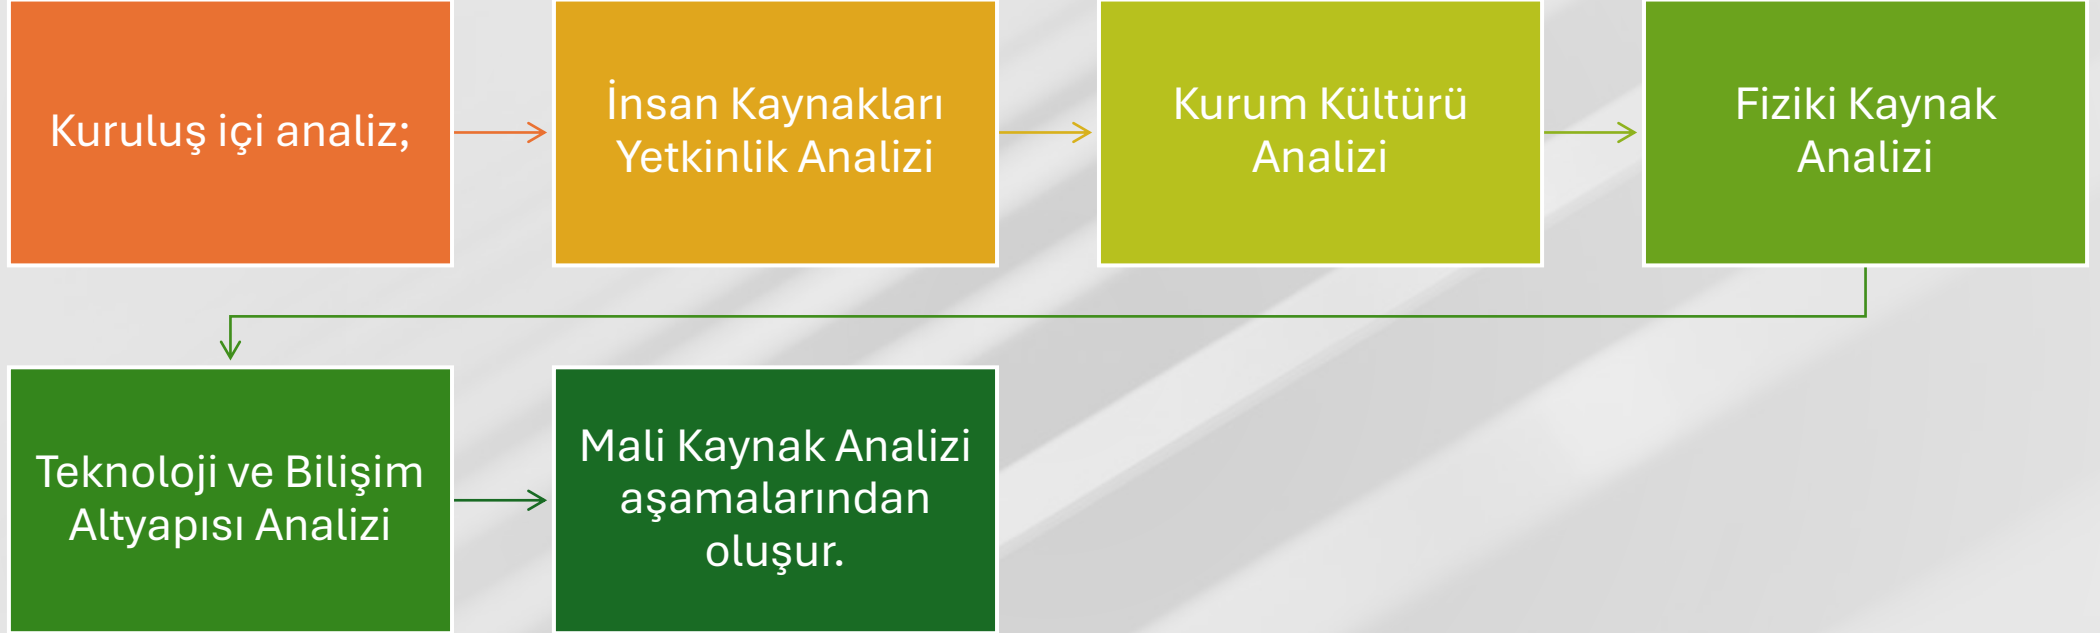 Kuruluş içi analiz;
İnsan Kaynakları
Yetkinlik Analizi
Kurum Kültürü
Analizi
Fiziki Kaynak
Analizi
Teknoloji ve Bilişim
Altyapısı Analizi
Mali Kaynak Analizi
aşamalarından
oluşur.